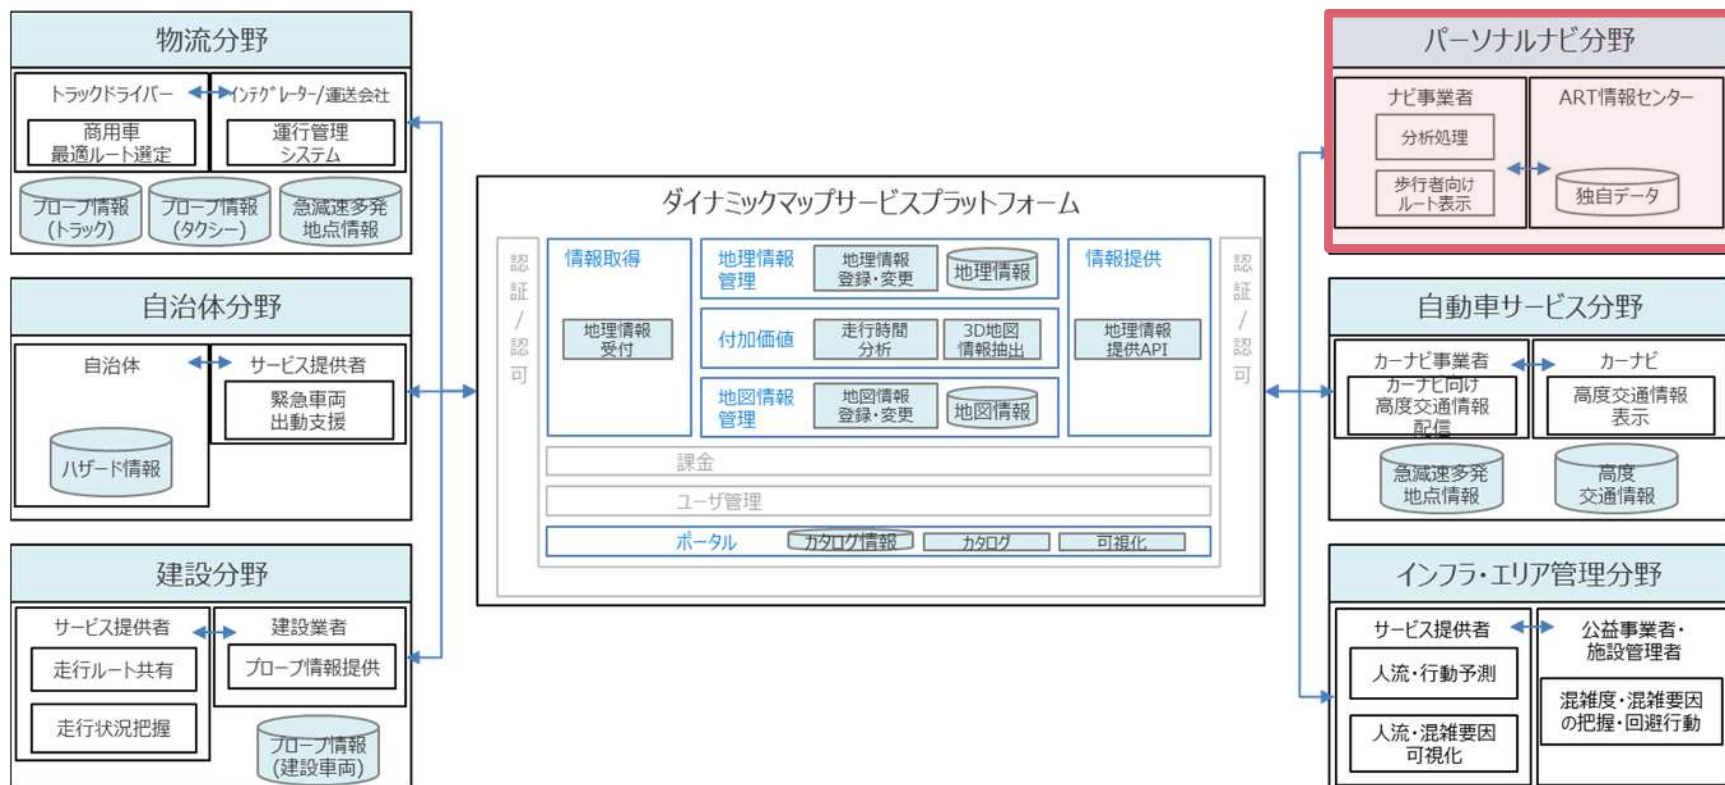 物流分野
トラックドライバー
インテグレーター/運送会社
商用車
最適ルート選定
運行管理
システム
プローブ情報
(トラック)
プローブ情報
(タクシー)
急減速多発
地点情報
自治体分野
自治体
サービス提供者
緊急車両
出動支援
ハザード情報
建設分野
サービス提供者
建設業者
走行ルート共有
プローブ情報提供
走行状況把握
プローブ情報
(建設車両)
ダイナミックマップサービスプラットフォーム
認証/認可
情報取得
地理情報
受付
地理情報
管理
地理情報
登録・変更
地理情報
付加価値
走行時間
分析
3D地図
情報抽出
地図情報
管理
地図情報
登録・変更
地図情報
情報提供
地理情報
提供API
認証/認可
課金
ユーザ管理
ポータル
カタログ情報
カタログ
可視化
パーソナルナビ分野
ナビ事業者
ART情報センター
分析処理
歩行者向け
ルート表示
独自データ
自動車サービス分野
カーナビ事業者
カーナビ
カーナビ向け
高度交通情報
配信
高度交通情報
表示
急減速多発
地点情報
高度
交通情報
インフラ・エリア管理分野
サービス提供者
公益事業者・
施設管理者
人流・行動予測
人流・混雑要因
可視化
混雑度・混雑要因
の把握・回避行動